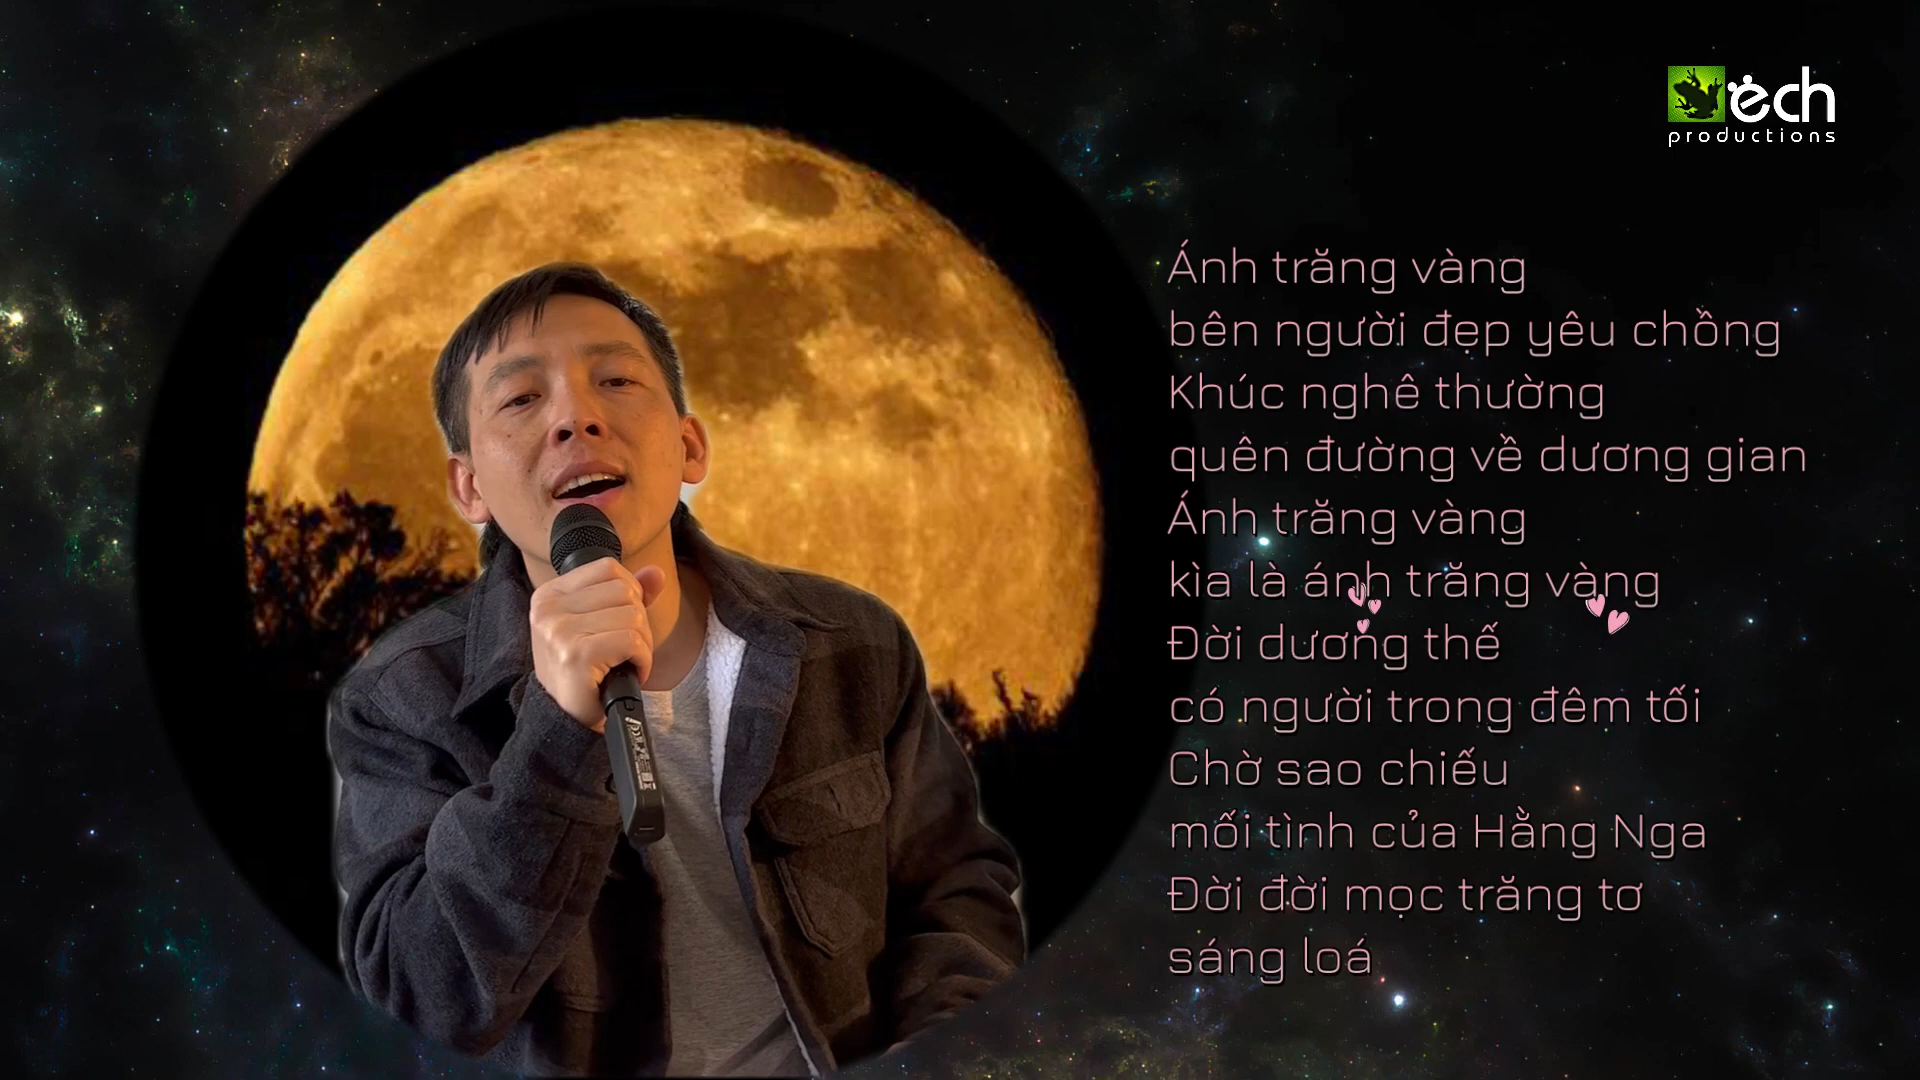 ếch
productions
Ánh trăng vàng
bên người đẹp yêu chồng
Khúc nghê thường
quên đường về dương gian
Ánh trăng vàng
kìa là ánh trăng vàng
Đời dương thế
có người trong đêm tối
Chờ sao chiếu
mối tình của Hằng Nga
Đời đời mọc trăng tơ
sáng loá